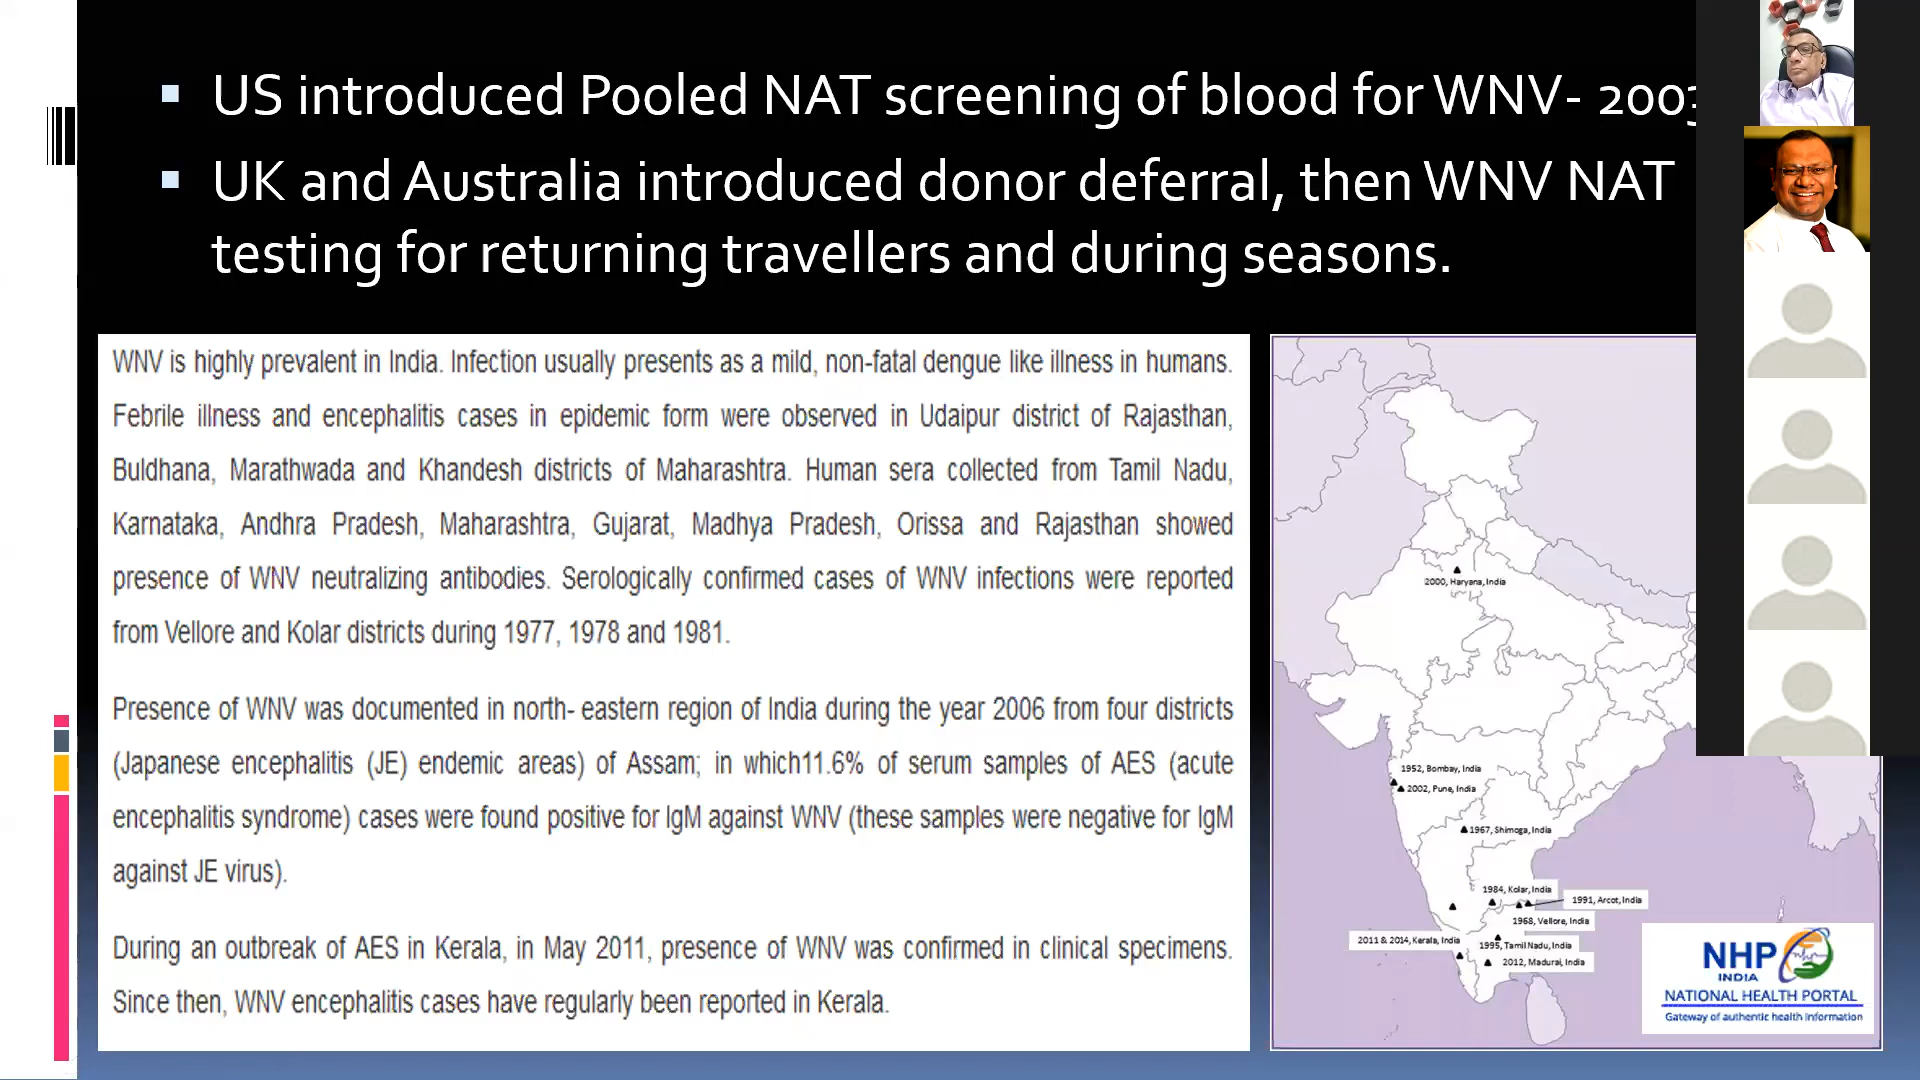 US introduced Pooled NAT screening of blood for WNV- 2003
UK and Australia introduced donor deferral, then WNV NAT
testing for returning travellers and during seasons.
WNV is highly prevalent in India. Infection usually presents as a mild, non-fatal dengue like illness in humans.
Febrile illness and encephalitis cases in epidemic form were observed in Udaipur district of Rajasthan,
Buldhana, Marathwada and Khandesh districts of Maharashtra. Human sera collected from Tamil Nadu,
Karnataka, Andhra Pradesh, Maharashtra, Gujarat, Madhya Pradesh, Orissa and Rajasthan showed
presence of WNV neutralizing antibodies. Serologically confirmed cases of WNV infections were reported
from Vellore and Kolar districts during 1977, 1978 and 1981.
Presence of WNV was documented in north- eastern region of India during the year 2006 from four districts
(Japanese encephalitis (JE) endemic areas) of Assam; in which11.6% of serum samples of AES (acute
encephalitis syndrome) cases were found positive for IgM against WNV (these samples were negative for IgM
against JE virus).
During an outbreak of AES in Kerala, in May 2011, presence of WNV was confirmed in clinical specimens.
Since then, WNV encephalitis cases have regularly been reported in Kerala.
2000, Haryana, India
1952, Bombay, India
2002, Pune, India
1967, Shimoga, India
1984, Kolar, India
1991, Arcot, India
1968, Vellore, India
2011 & 2014, Kerala, India
1995, Tamil Nadu, India
2012, Madurai, India
NHP
INDIA
NATIONAL HEALTH PORTAL
Gateway of authentic health information